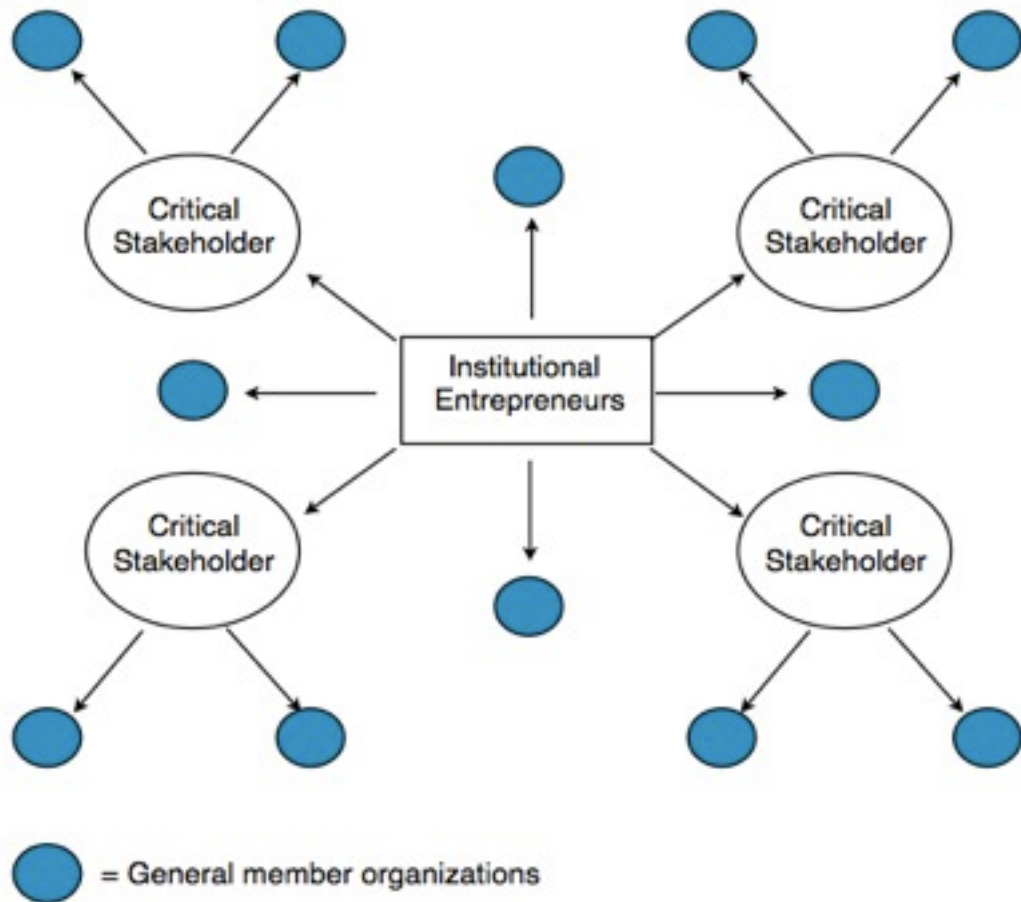 Critical
Stakeholder
Critical
Stakeholder
Institutional
Entrepreneurs
Critical
Stakeholder
Critical
Stakeholder
= General member organizations